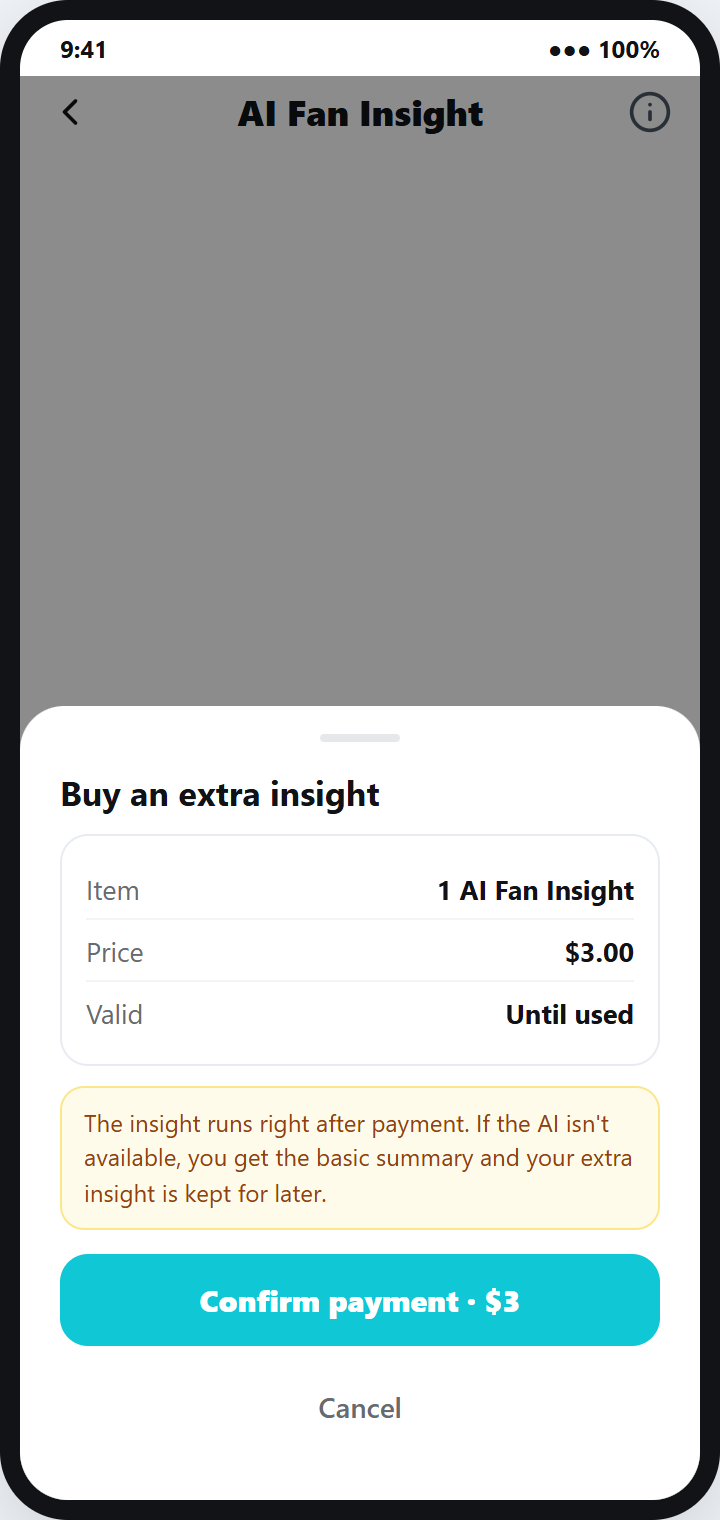 9:41
●●● 100%
AI Fan Insight
Buy an extra insight
Item 1 AI Fan Insight
Price $3.00
Valid Until used
The insight runs right after payment. If the AI isn't
available, you get the basic summary and your extra
insight is kept for later.
Confirm payment · $3
Cancel